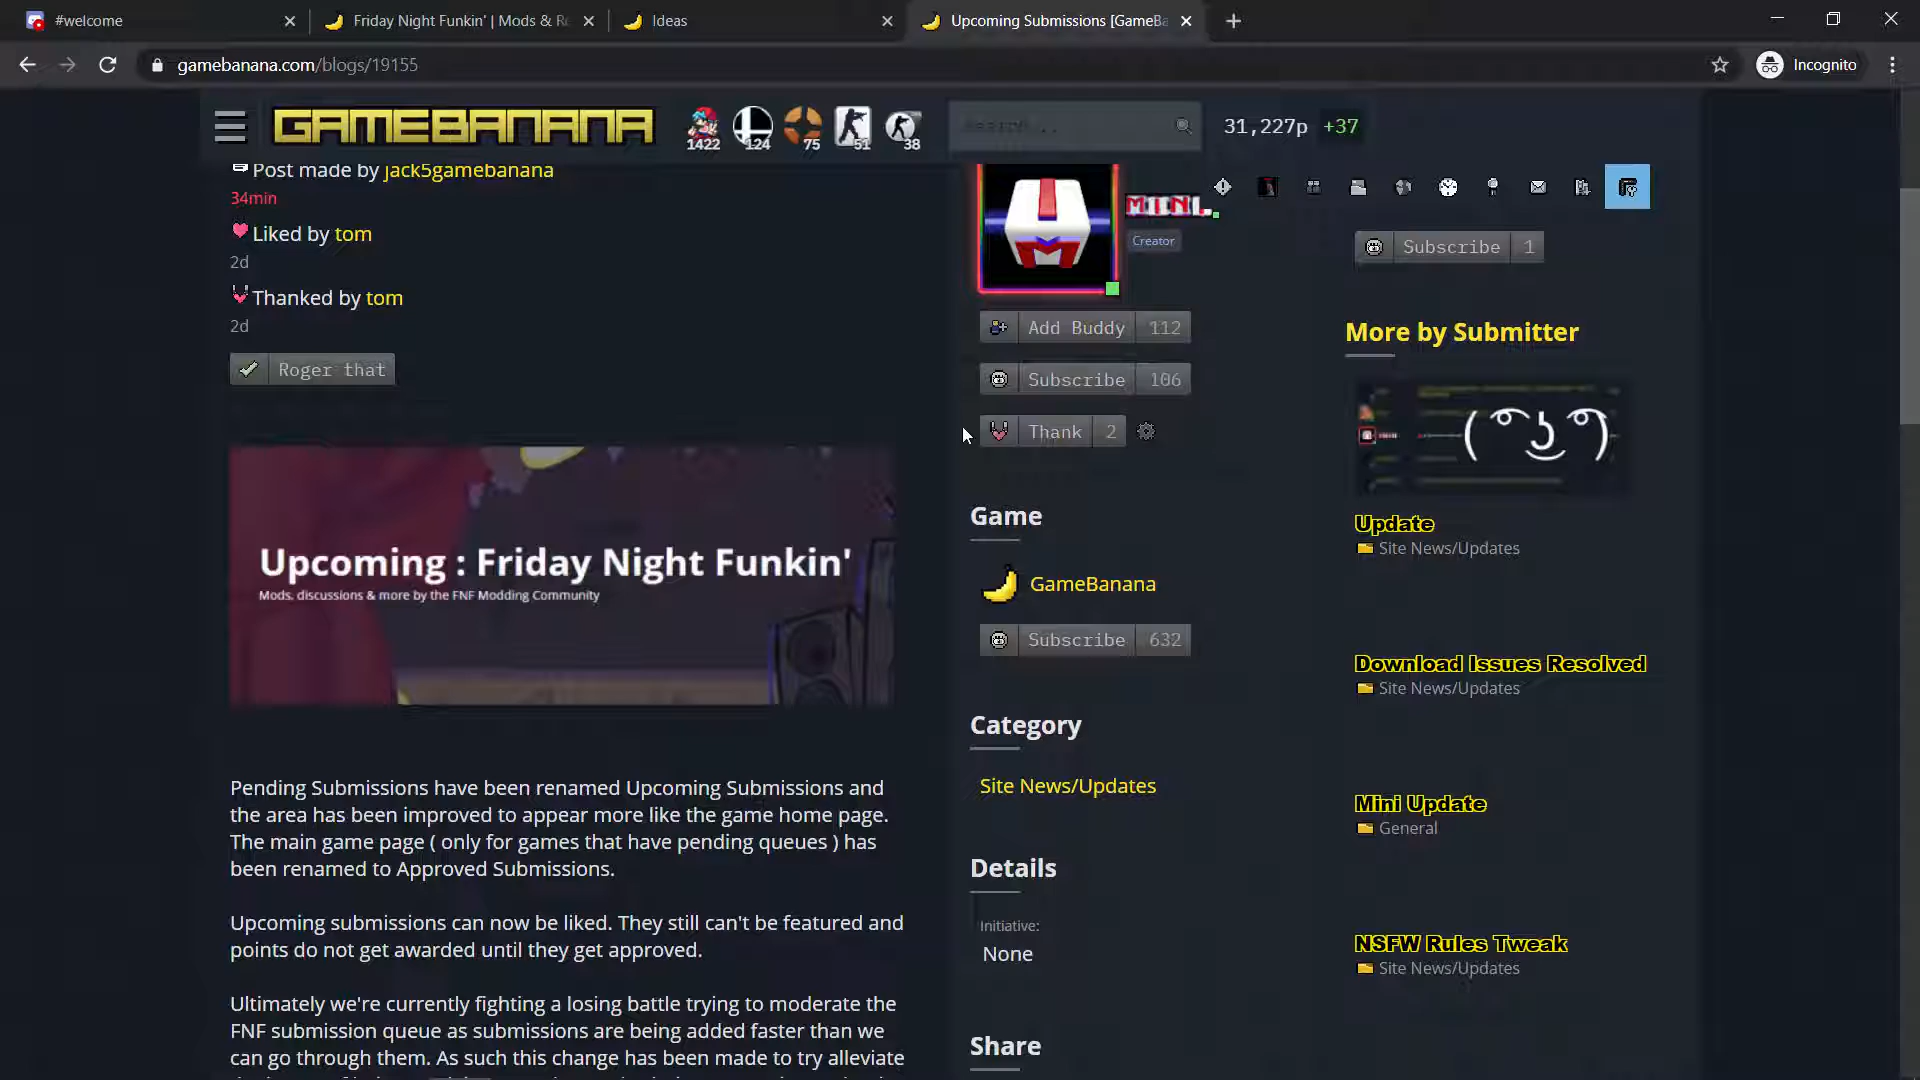 #welcome
Friday Night Funkin' | Mods & Re
Ideas
Upcoming Submissions [GameBa
gamebanana.com/blogs/19155
Incognito
GAMEBANANA
1422
124
75
51
38
Search ...
31,227p +37
Post made by jack5gamebanana
34min
Liked by tom
2d
Thanked by tom
2d
Roger that
Upcoming : Friday Night Funkin'
Mods, discussions & more by the FNF Modding Community
Pending Submissions have been renamed Upcoming Submissions and
the area has been improved to appear more like the game home page.
The main game page ( only for games that have pending queues ) has
been renamed to Approved Submissions.
Upcoming submissions can now be liked. They still can't be featured and
points do not get awarded until they get approved.
Ultimately we're currently fighting a losing battle trying to moderate the
FNF submission queue as submissions are being added faster than we
can go through them. As such this change has been made to try alleviate
M
MINI.
Creator
Add Buddy 112
Subscribe 106
Thank 2
Game
GameBanana
Subscribe 632
Category
Site News/Updates
Details
Initiative:
None
Share
Subscribe 1
More by Submitter
( ͡° ͜ʖ ͡°)
Update
Site News/Updates
Download Issues Resolved
Site News/Updates
Mini Update
General
NSFW Rules Tweak
Site News/Updates